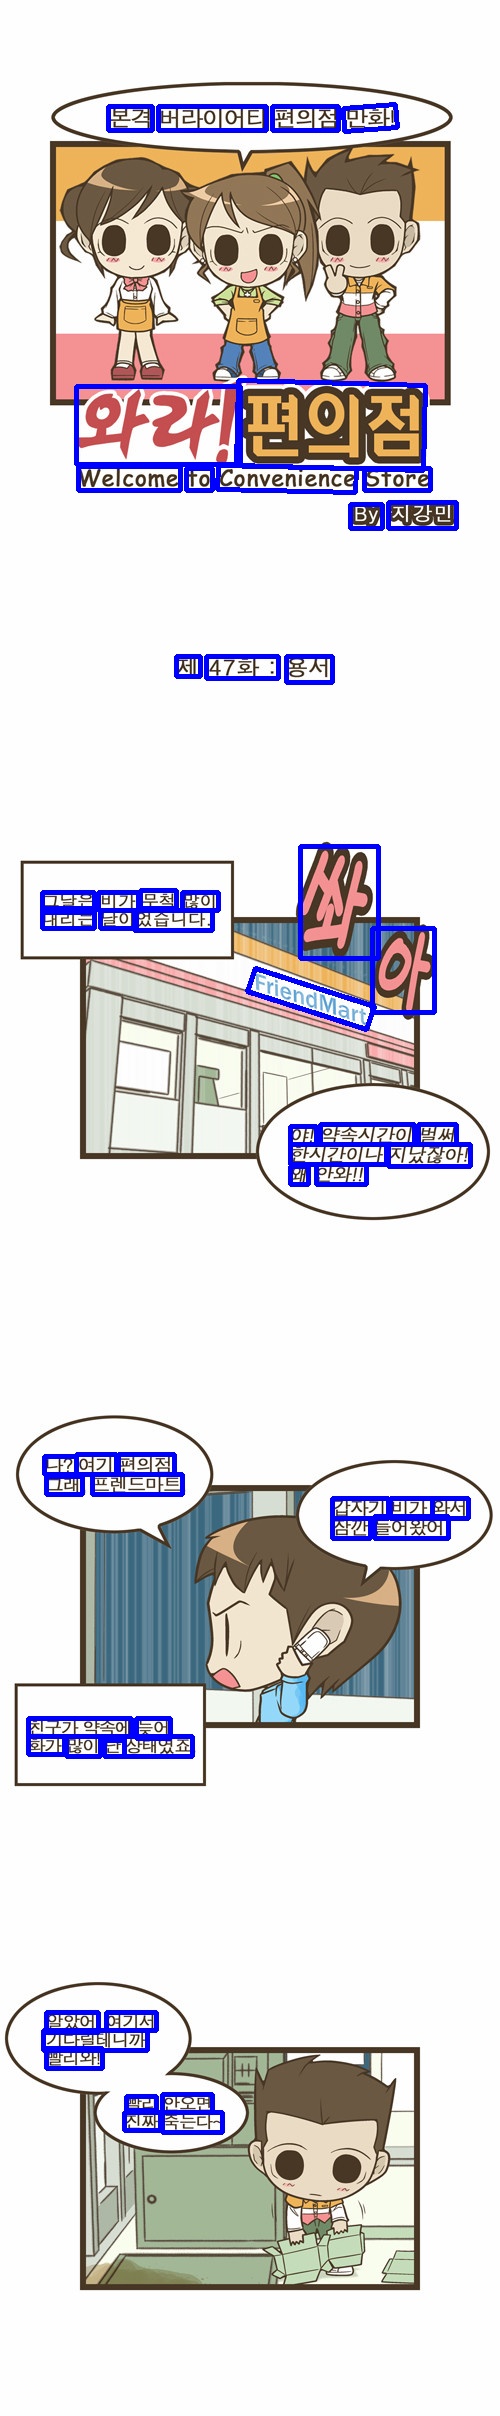 본격 버라이어티 편의점 만화!
와라! 편의점
Welcome to Convenience Store
By 지강민
제 47화 : 용서
쏴
아
그날은 비가 무척 많이
내리는 날이었습니다.
FriendMart
야! 약속시간이 벌써
한시간이나 지났잖아!
왜 안와!!
나? 여기 편의점
그래 프렌드마트
갑자기 비가 와서
잠깐 들어왔어
친구가 약속에 늦어
화가 많이 난 상태였죠
알았어 여기서
기다릴테니까
빨리와!
빨리 안오면
진짜 죽는다~